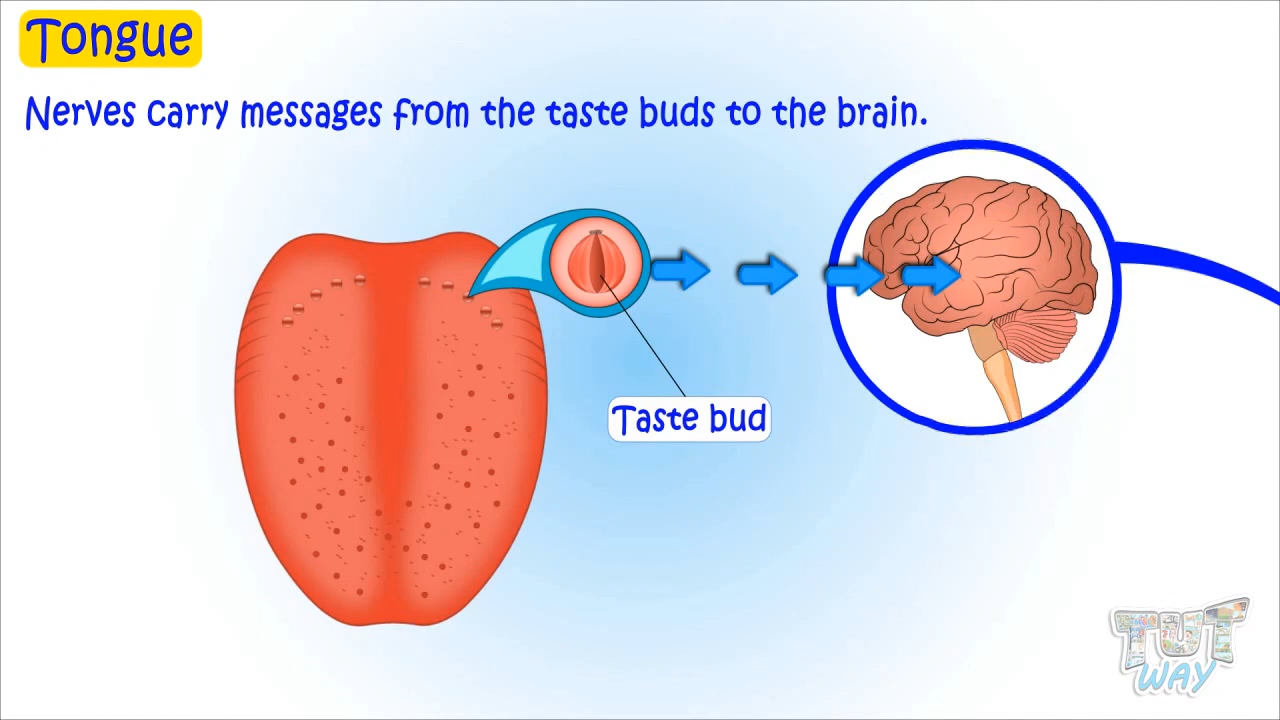 Tongue
Nerves carry messages from the taste buds to the brain.
Taste bud
TUT
WAY